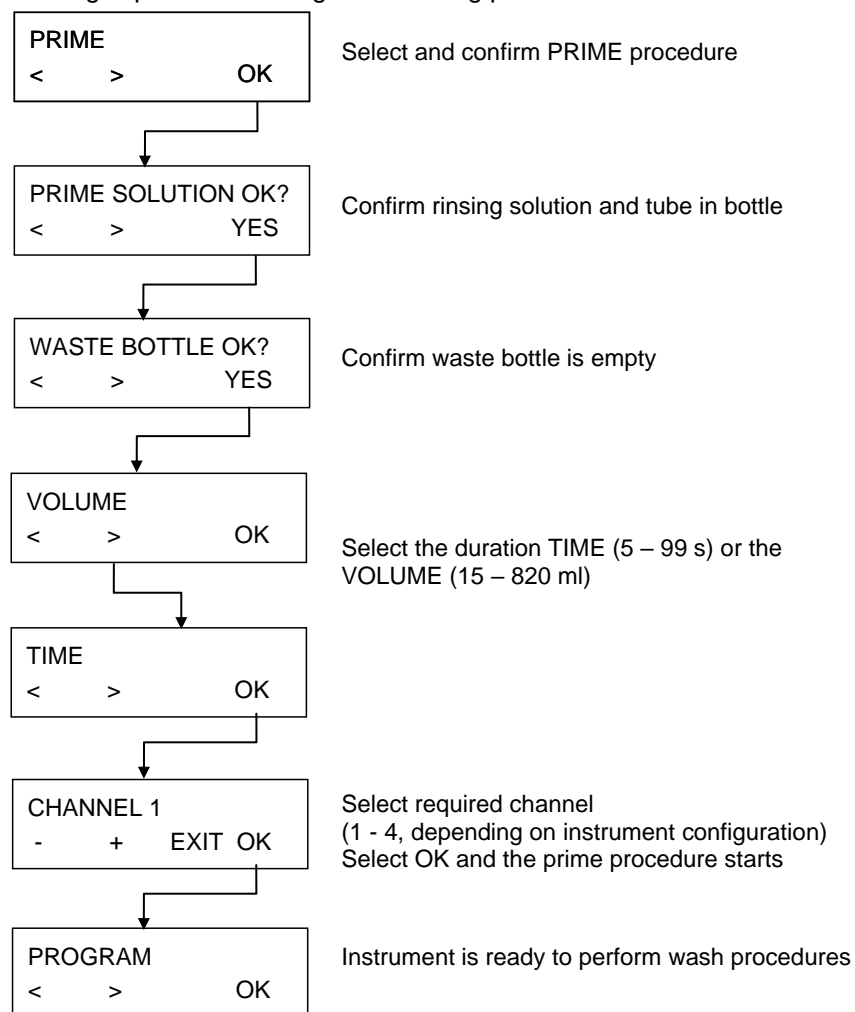 PRIME
< > OK
Select and confirm PRIME procedure
PRIME SOLUTION OK?
< > YES
Confirm rinsing solution and tube in bottle
WASTE BOTTLE OK?
< > YES
Confirm waste bottle is empty
VOLUME
< > OK
Select the duration TIME (5 – 99 s) or the
VOLUME (15 – 820 ml)
TIME
< > OK
CHANNEL 1
- + EXIT OK
Select required channel
(1 - 4, depending on instrument configuration)
Select OK and the prime procedure starts
PROGRAM
< > OK
Instrument is ready to perform wash procedures